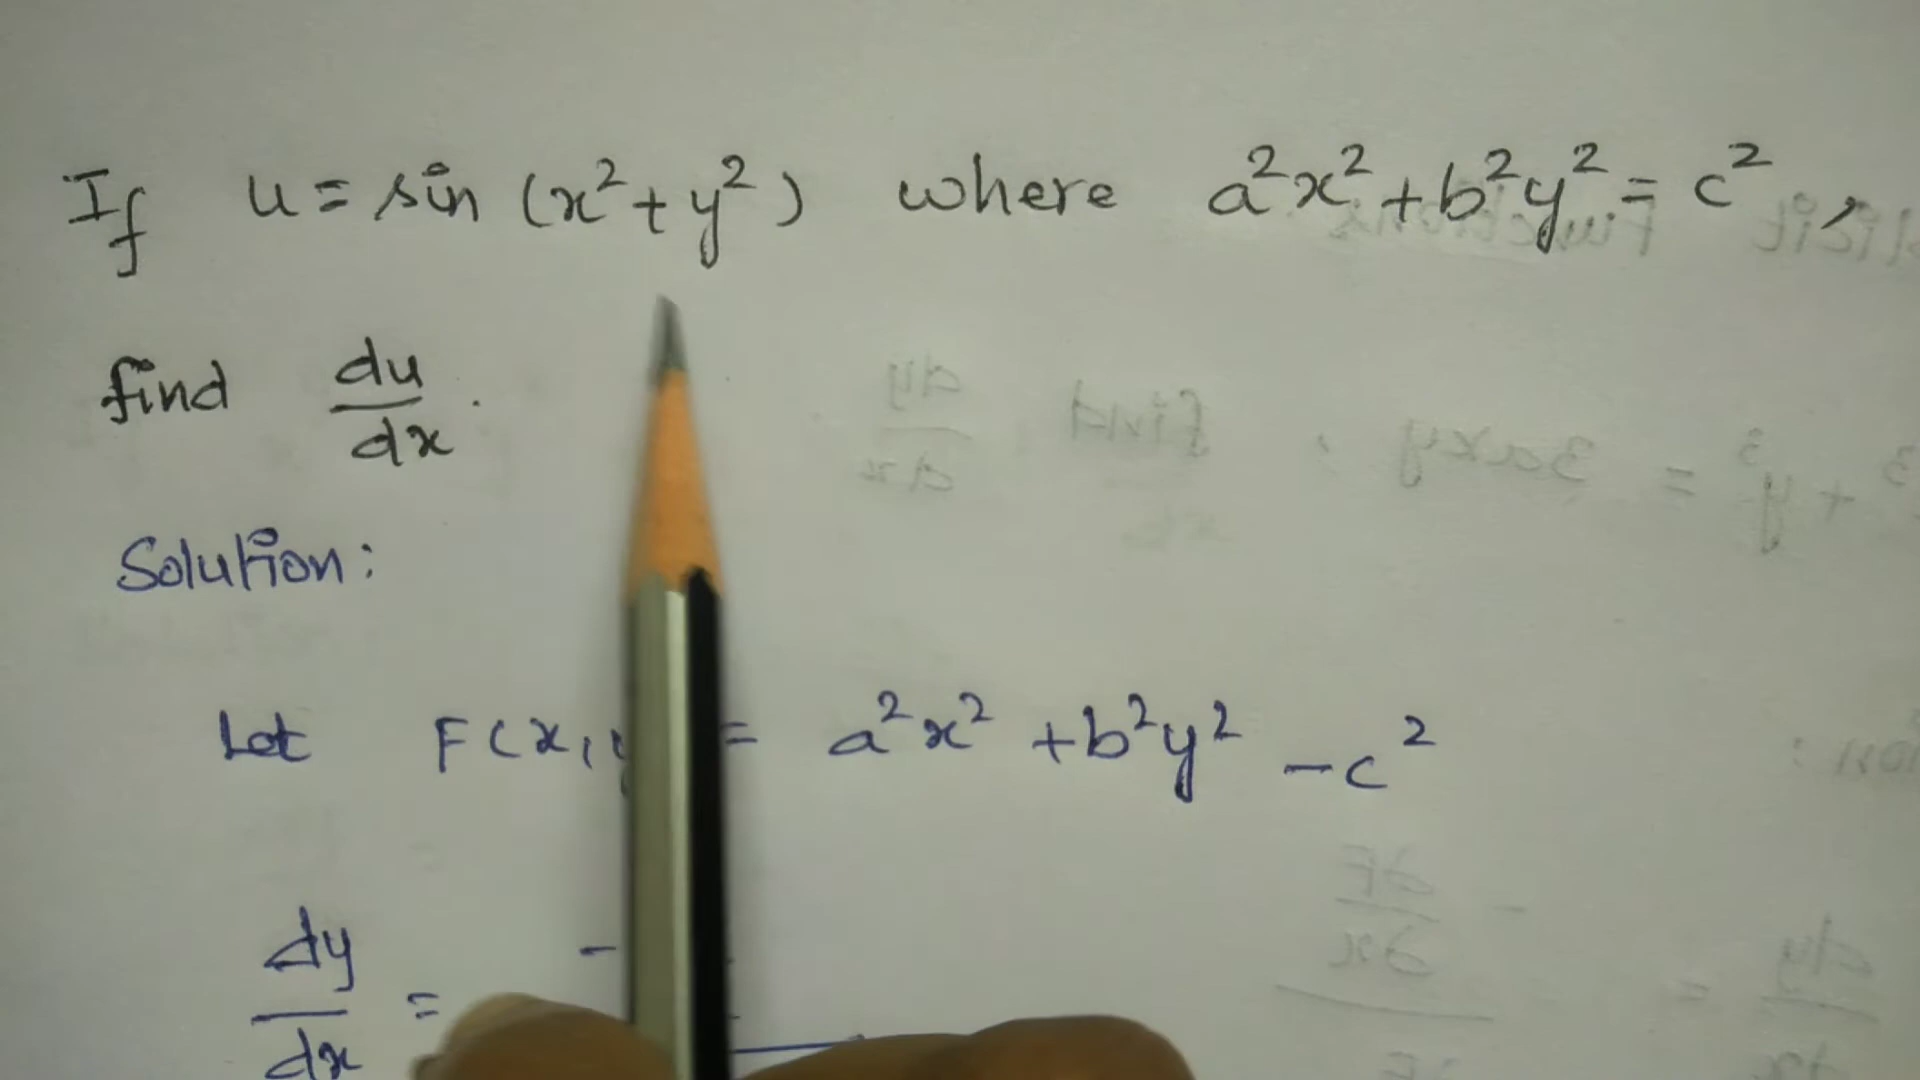 If u = sin (x² + y²) where a²x² + b²y² = c²,
find du/dx.
Solution:
Let F(x, y = a²x² + b²y² - c²
dy/dx = -